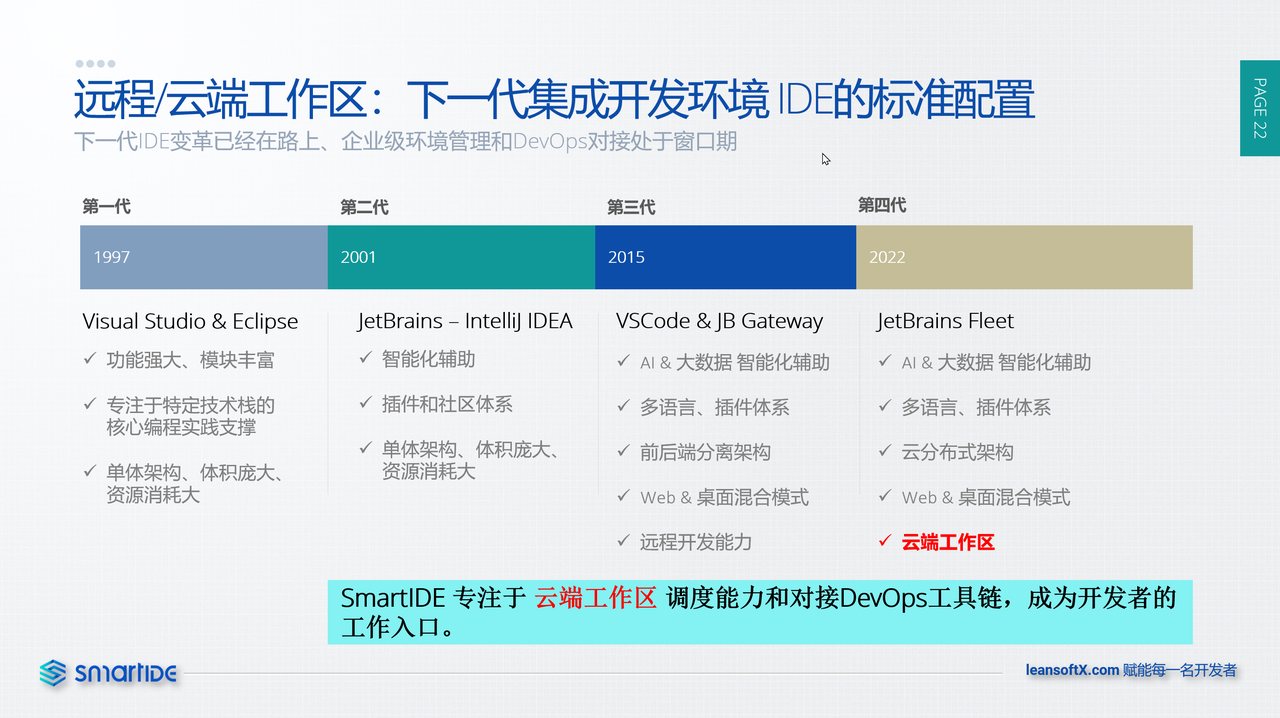 远程/云端工作区：下一代集成开发环境 IDE的标准配置
下一代IDE变革已经在路上、企业级环境管理和DevOps对接处于窗口期
PAGE 22
第一代
1997
Visual Studio & Eclipse
功能强大、模块丰富
专注于特定技术栈的
核心编程实践支撑
单体架构、体积庞大、
资源消耗大
第二代
2001
JetBrains – IntelliJ IDEA
智能化辅助
插件和社区体系
单体架构、体积庞大、
资源消耗大
第三代
2015
VSCode & JB Gateway
AI & 大数据 智能化辅助
多语言、插件体系
前后端分离架构
Web & 桌面混合模式
远程开发能力
第四代
2022
JetBrains Fleet
AI & 大数据 智能化辅助
多语言、插件体系
云分布式架构
Web & 桌面混合模式
云端工作区
SmartIDE 专注于 云端工作区 调度能力和对接DevOps工具链，成为开发者的
工作入口。
SmartIDE
leansoftX.com 赋能每一名开发者